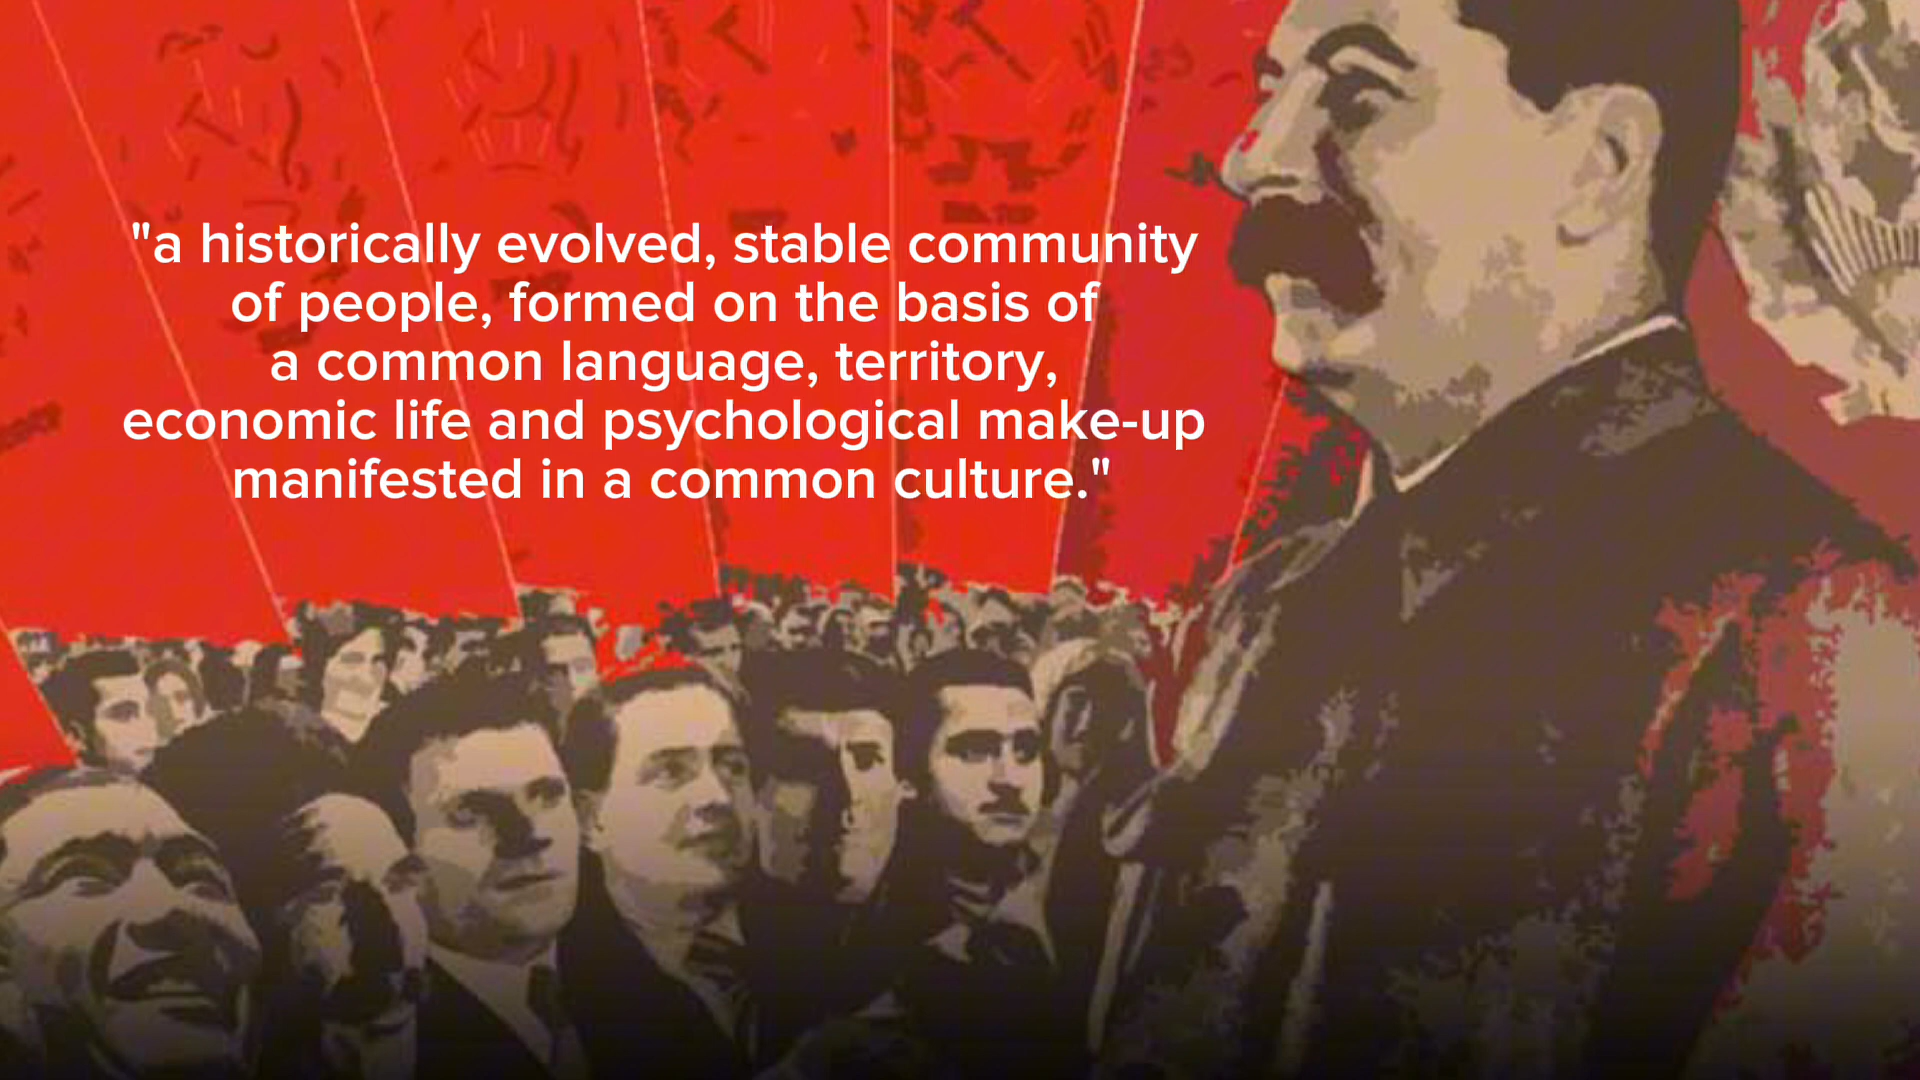 "a historically evolved, stable community
of people, formed on the basis of
a common language, territory,
economic life and psychological make-up
manifested in a common culture."